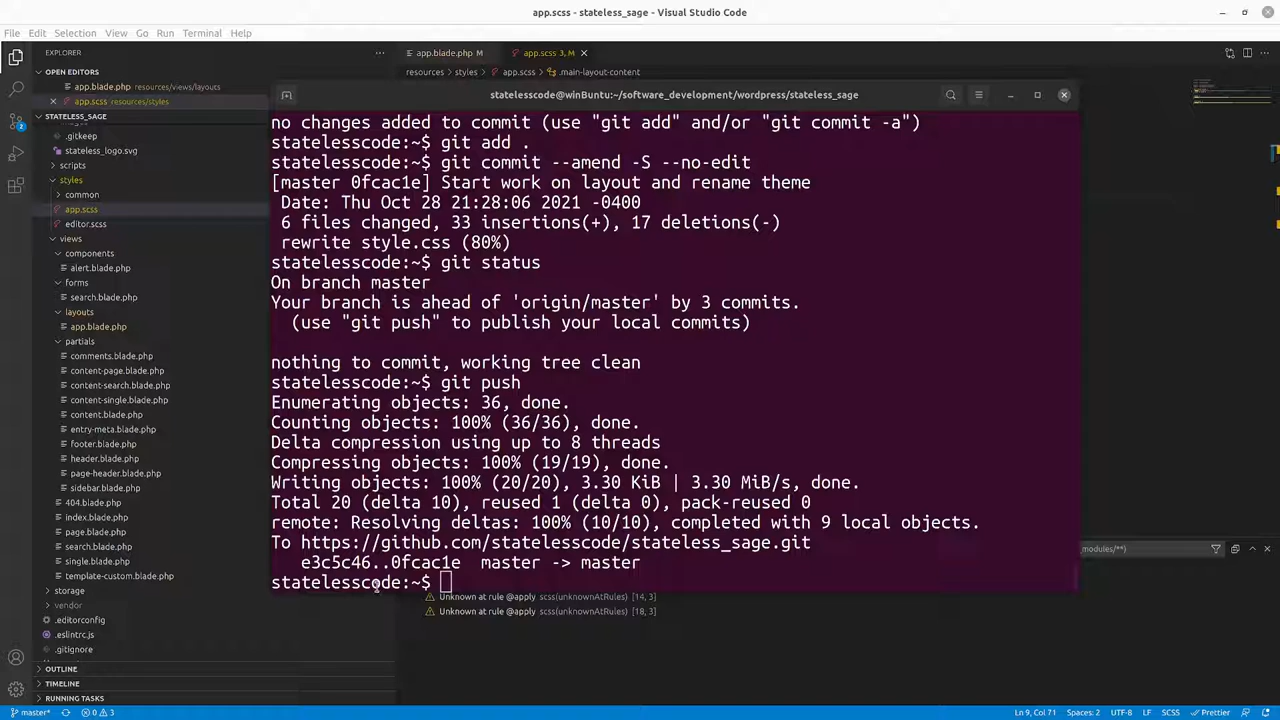 app.scss - stateless_sage - Visual Studio Code
File Edit Selection View Go Run Terminal Help
EXPLORER
OPEN EDITORS
app.blade.php resources/views/layouts
app.scss resources/styles
STATELESS_SAGE
.gitkeep
stateless_logo.svg
scripts
styles
common
app.scss
editor.scss
views
components
alert.blade.php
forms
search.blade.php
layouts
app.blade.php
partials
comments.blade.php
content-page.blade.php
content-search.blade.php
content-single.blade.php
content.blade.php
entry-meta.blade.php
footer.blade.php
header.blade.php
page-header.blade.php
sidebar.blade.php
404.blade.php
index.blade.php
page.blade.php
search.blade.php
single.blade.php
template-custom.blade.php
storage
vendor
.editorconfig
.eslintrc.js
.gitignore
OUTLINE
TIMELINE
RUNNING TASKS
app.blade.php M
app.scss 3, M
resources > styles > app.scss > .main-layout-content
statelesscode@winBuntu:~/software_development/wordpress/stateless_sage
no changes added to commit (use "git add" and/or "git commit -a")
statelesscode:~$ git add .
statelesscode:~$ git commit --amend -S --no-edit
[master 0fcac1e] Start work on layout and rename theme
Date: Thu Oct 28 21:28:06 2021 -0400
6 files changed, 33 insertions(+), 17 deletions(-)
rewrite style.css (80%)
statelesscode:~$ git status
On branch master
Your branch is ahead of 'origin/master' by 3 commits.
(use "git push" to publish your local commits)
nothing to commit, working tree clean
statelesscode:~$ git push
Enumerating objects: 36, done.
Counting objects: 100% (36/36), done.
Delta compression using up to 8 threads
Compressing objects: 100% (19/19), done.
Writing objects: 100% (20/20), 3.30 KiB | 3.30 MiB/s, done.
Total 20 (delta 10), reused 1 (delta 0), pack-reused 0
remote: Resolving deltas: 100% (10/10), completed with 9 local objects.
To https://github.com/statelesscode/stateless_sage.git
e3c5c46..0fcac1e master -> master
statelesscode:~$
modules/**)
Unknown at rule @apply scss(unknownAtRules) [14, 3]
Unknown at rule @apply scss(unknownAtRules) [18, 3]
2
master* 0 3
Ln 9, Col 71 Spaces: 2 UTF-8 LF SCSS Prettier